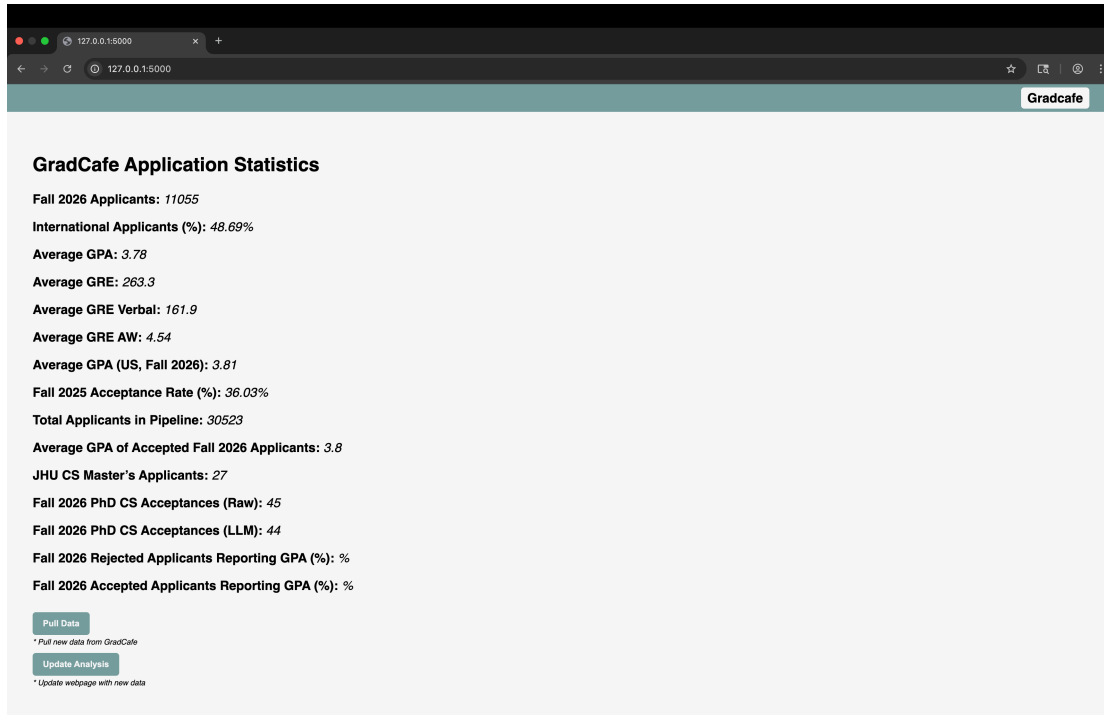 127.0.0.1:5000
127.0.0.1:5000
Gradcafe
GradCafe Application Statistics
Fall 2026 Applicants: 11055
International Applicants (%): 48.69%
Average GPA: 3.78
Average GRE: 263.3
Average GRE Verbal: 161.9
Average GRE AW: 4.54
Average GPA (US, Fall 2026): 3.81
Fall 2025 Acceptance Rate (%): 36.03%
Total Applicants in Pipeline: 30523
Average GPA of Accepted Fall 2026 Applicants: 3.8
JHU CS Master’s Applicants: 27
Fall 2026 PhD CS Acceptances (Raw): 45
Fall 2026 PhD CS Acceptances (LLM): 44
Fall 2026 Rejected Applicants Reporting GPA (%): %
Fall 2026 Accepted Applicants Reporting GPA (%): %
Pull Data
* Pull new data from GradCafe
Update Analysis
* Update webpage with new data